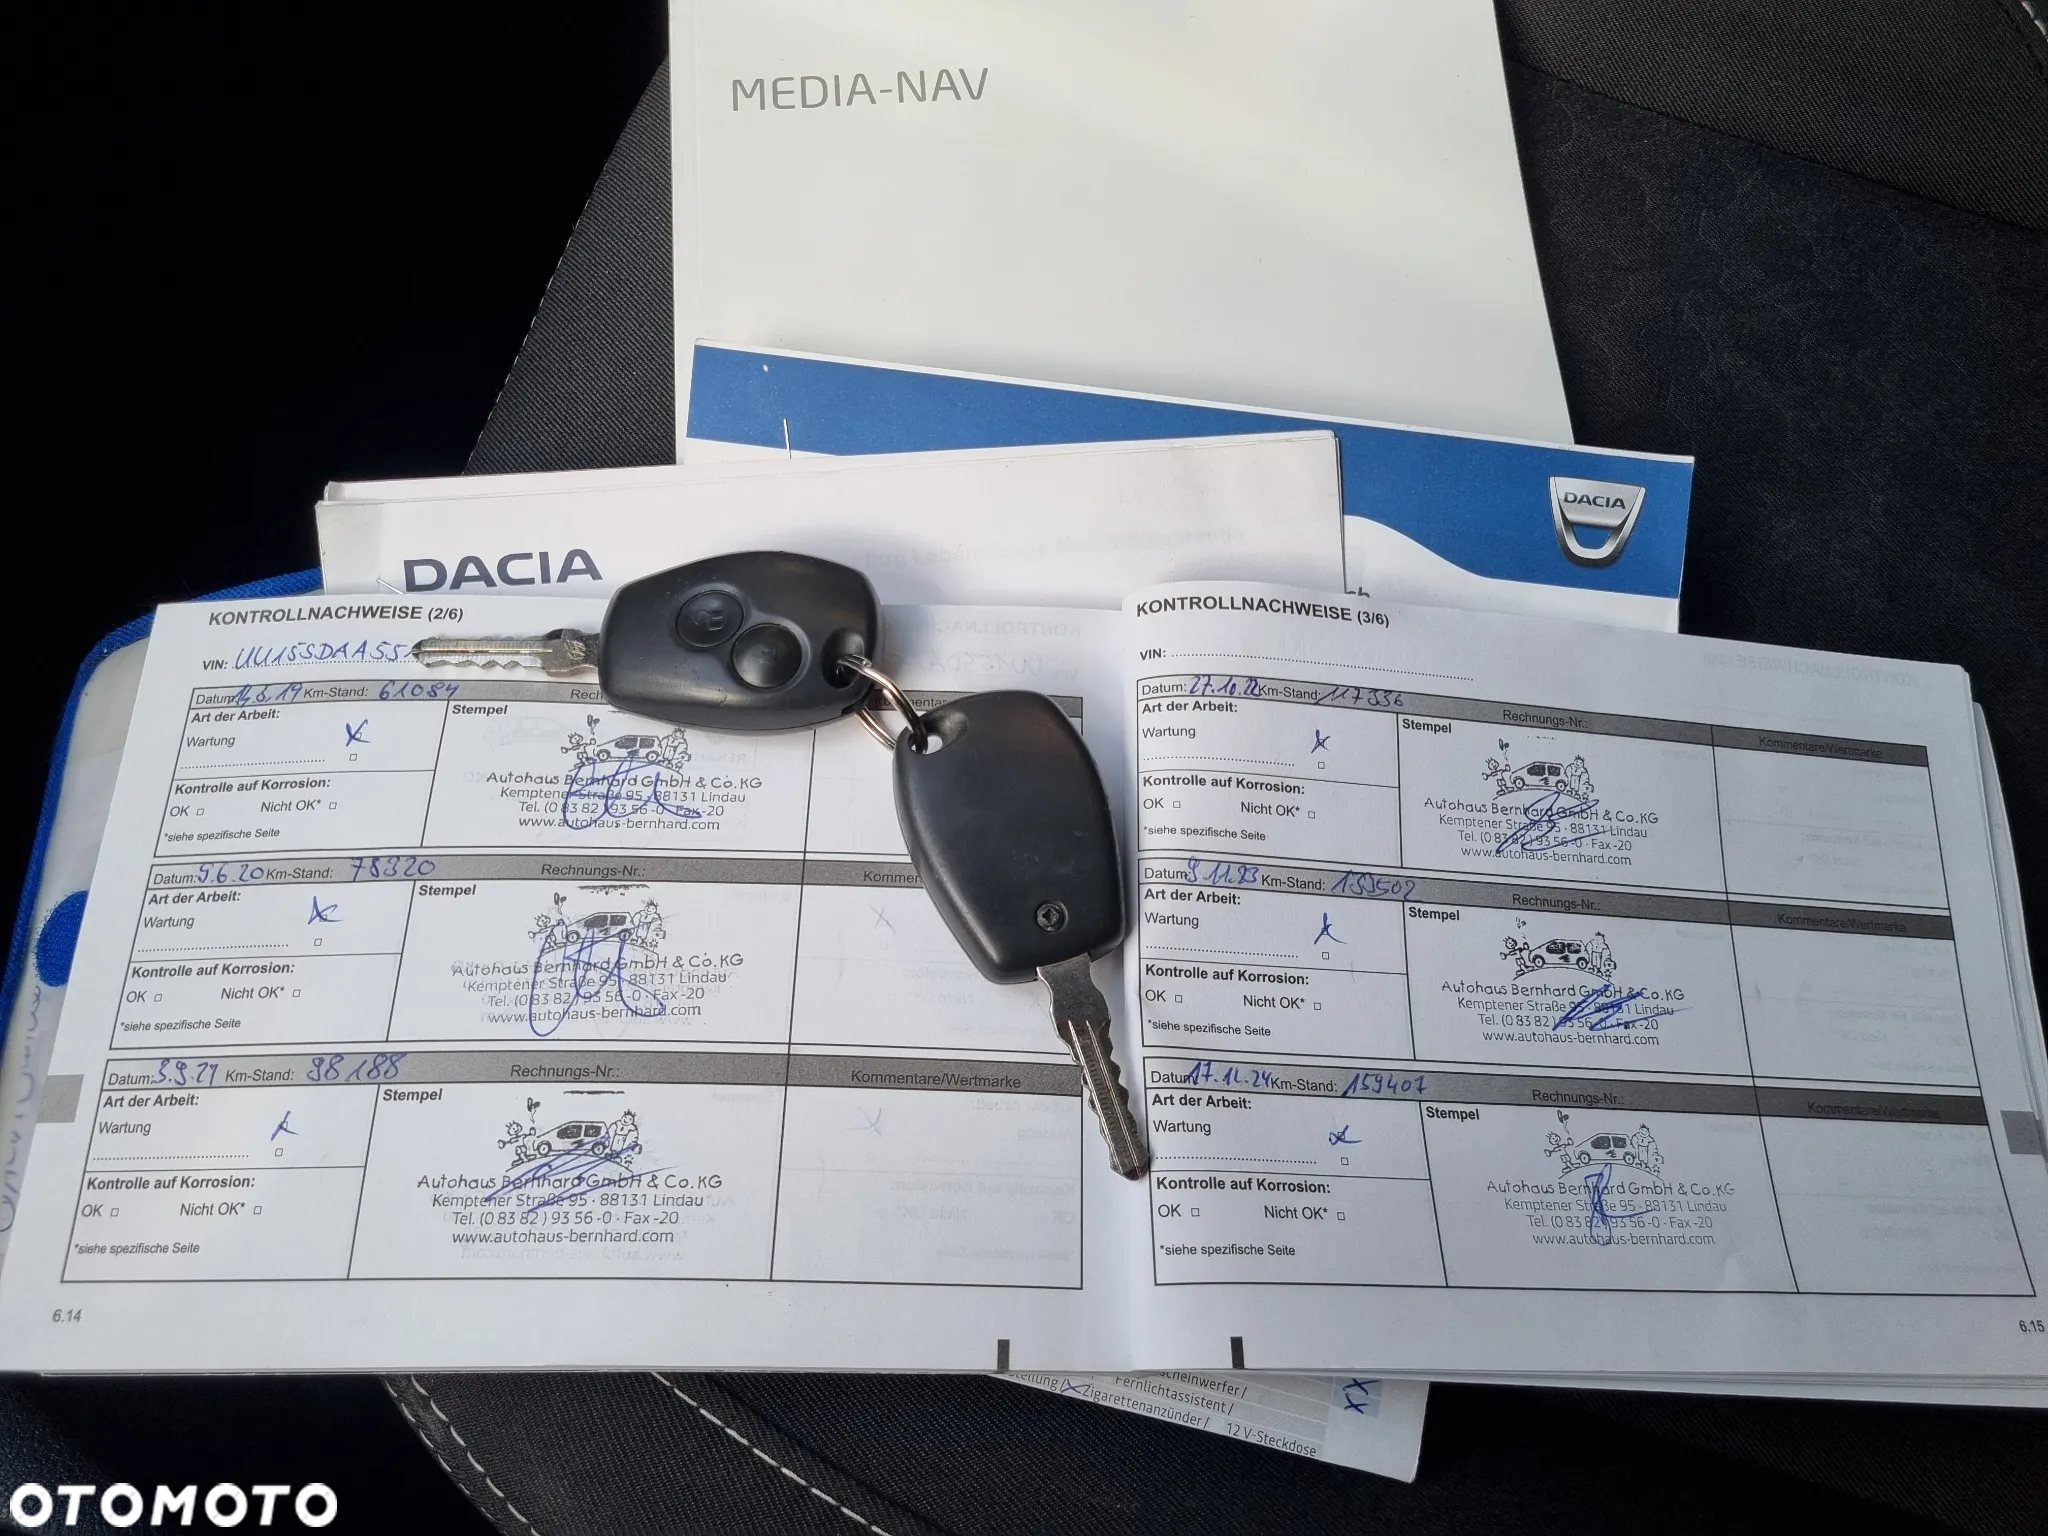 MEDIA-NAV
DACIA
DACIA
KONTROLLNACHWEISE (2/6)
VIN: UU15SDAA55
Datum: 14.8.19 Km-Stand: 61084
Art der Arbeit:
Stempel
Wartung
Kontrolle auf Korrosion:
OK Nicht OK*
*siehe spezifische Seite
Autohaus Bernhard GmbH & Co.KG
Kemptener Straße 95 · 88131 Lindau
Tel. (0 83 82) 93 56-0 · Fax-20
www.autohaus-bernhard.com
Datum: 9.6.20 Km-Stand: 78320 Rechnungs-Nr.:
Art der Arbeit:
Stempel
Wartung
Kontrolle auf Korrosion:
OK Nicht OK*
*siehe spezifische Seite
Autohaus Bernhard GmbH & Co.KG
Kemptener Straße 95 · 88131 Lindau
Tel. (0 83 82) 93 56-0 · Fax-20
www.autohaus-bernhard.com
Datum: 3.9.21 Km-Stand: 98188 Rechnungs-Nr.: Kommentare/Wertmarke
Art der Arbeit:
Stempel
Wartung
Kontrolle auf Korrosion:
OK Nicht OK*
*siehe spezifische Seite
Autohaus Bernhard GmbH & Co.KG
Kemptener Straße 95 · 88131 Lindau
Tel. (0 83 82) 93 56-0 · Fax-20
www.autohaus-bernhard.com
6.14
KONTROLLNACHWEISE (3/6)
VIN:
Datum: 27.10.22 Km-Stand: 117336 Rechnungs-Nr.: Kommentare/Wertmarke
Art der Arbeit:
Stempel
Wartung
Kontrolle auf Korrosion:
OK Nicht OK*
*siehe spezifische Seite
Autohaus Bernhard GmbH & Co.KG
Kemptener Straße 95 · 88131 Lindau
Tel. (0 83 82) 93 56-0 · Fax-20
www.autohaus-bernhard.com
Datum: 9.11.23 Km-Stand: 139502 Rechnungs-Nr.: Kommentare/Wertmarke
Art der Arbeit:
Stempel
Wartung
Kontrolle auf Korrosion:
OK Nicht OK*
*siehe spezifische Seite
Autohaus Bernhard GmbH & Co.KG
Kemptener Straße 95 · 88131 Lindau
Tel. (0 83 82) 93 56-0 · Fax-20
www.autohaus-bernhard.com
Datum: 17.12.24 Km-Stand: 159407 Rechnungs-Nr.: Kommentare/Wertmarke
Art der Arbeit:
Stempel
Wartung
Kontrolle auf Korrosion:
OK Nicht OK*
*siehe spezifische Seite
Autohaus Bernhard GmbH & Co.KG
Kemptener Straße 95 · 88131 Lindau
Tel. (0 83 82) 93 56-0 · Fax-20
www.autohaus-bernhard.com
6.15
Fernlichtassistent /
Zigarettenanzünder / 12 V-Steckdose
OTOMOTO